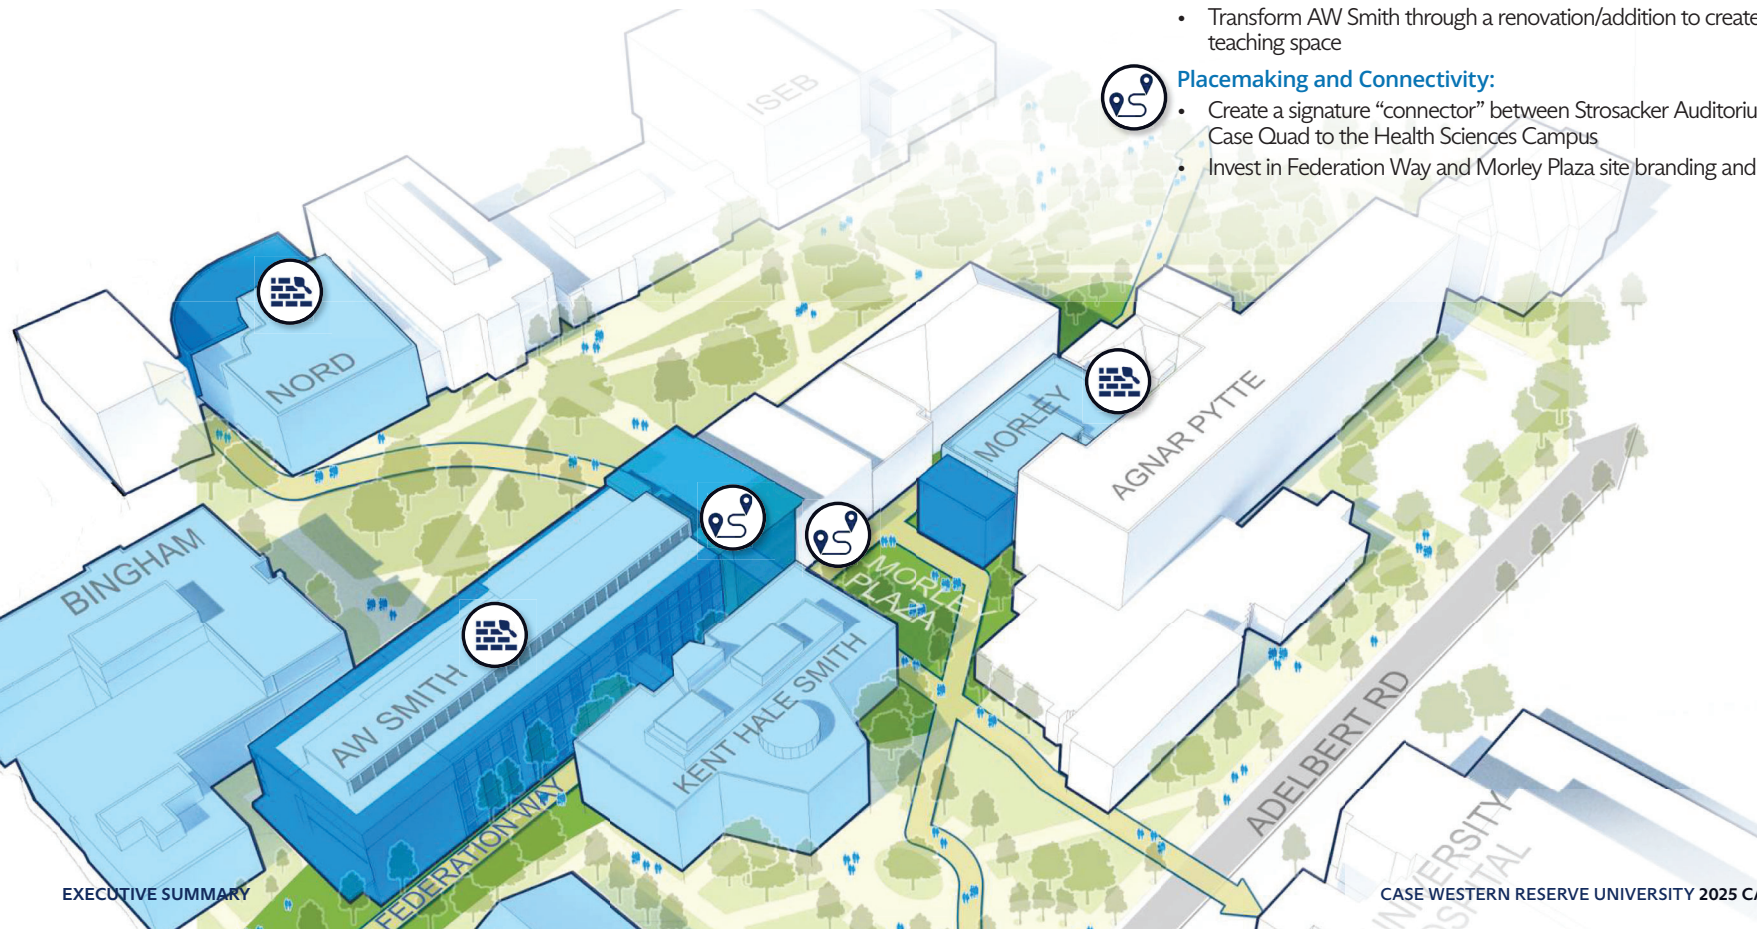 • Transform AW Smith through a renovation/addition to create
teaching space
Placemaking and Connectivity:
• Create a signature “connector” between Strosacker Auditoriu
Case Quad to the Health Sciences Campus
• Invest in Federation Way and Morley Plaza site branding and
ISEB
NORD
MORLEY
AGNAR PYTTE
BINGHAM
MORLEY
PLAZA
AW SMITH
KENT HALE SMITH
ADELBERT RD
FEDERATION WAY
UNIVERSITY
HOSPITAL
EXECUTIVE SUMMARY
CASE WESTERN RESERVE UNIVERSITY 2025 CA